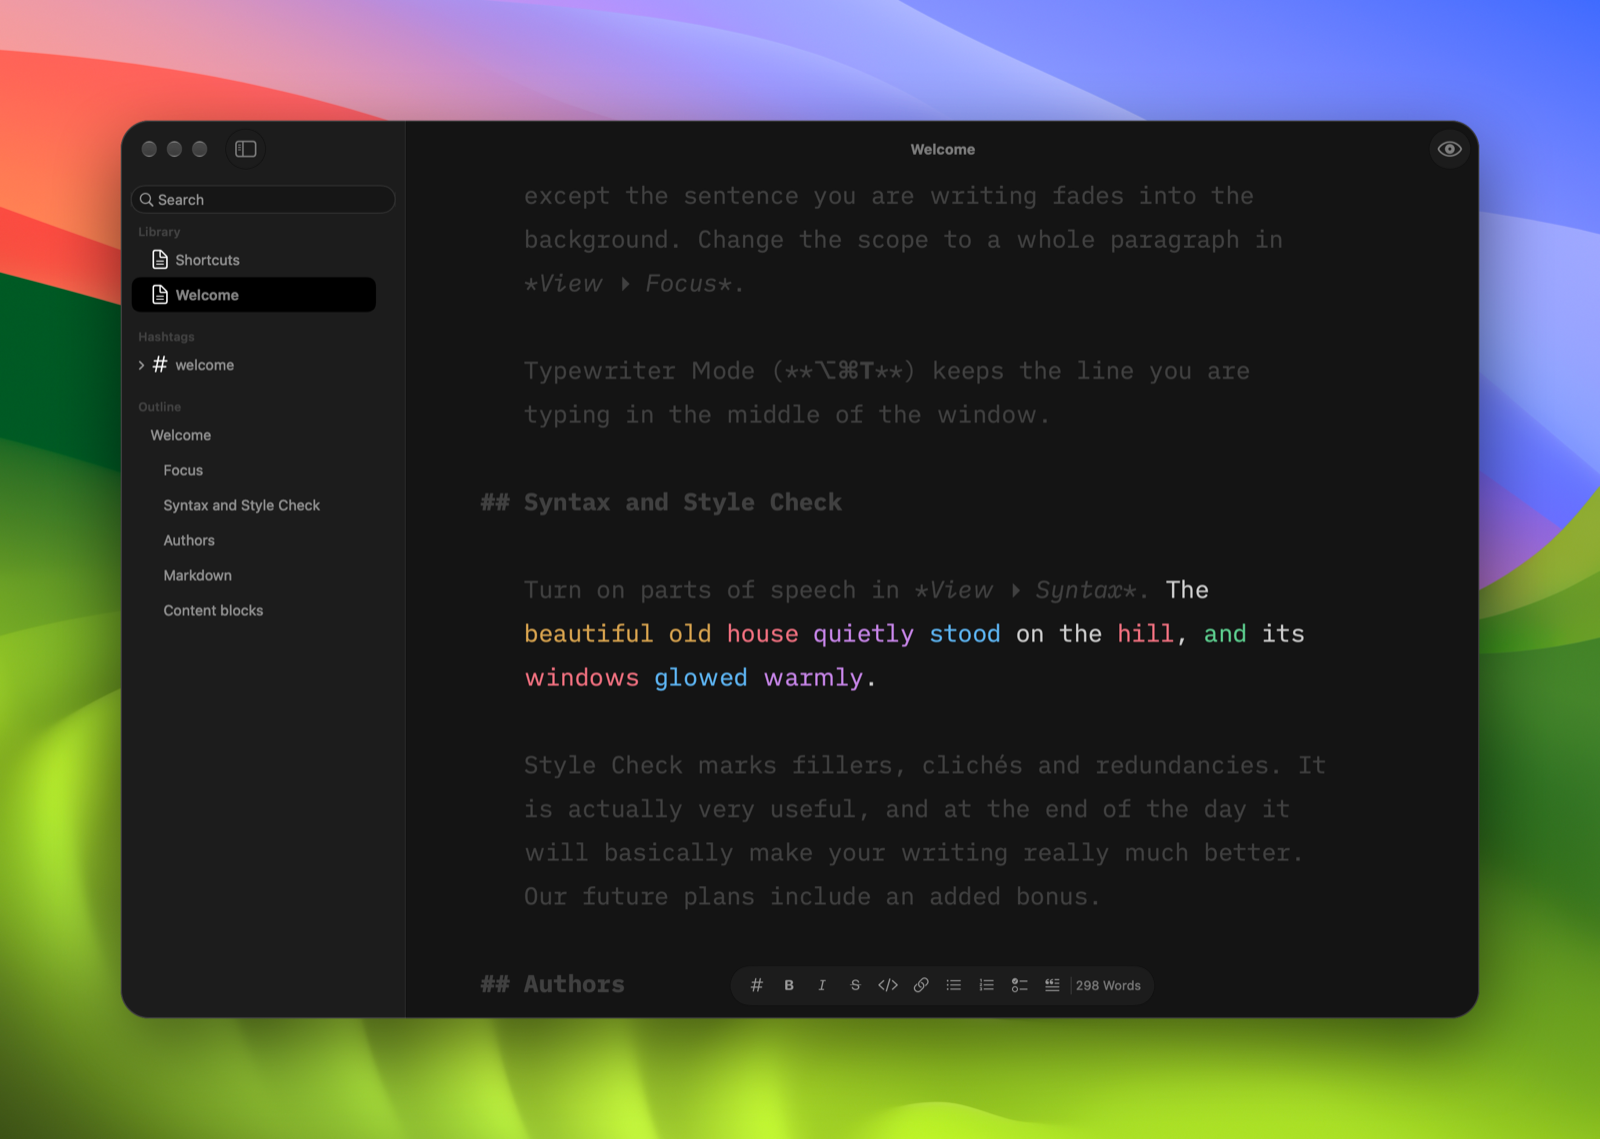 Welcome
Search
Library
Shortcuts
Welcome
Hashtags
# welcome
Outline
Welcome
Focus
Syntax and Style Check
Authors
Markdown
Content blocks
except the sentence you are writing fades into the
background. Change the scope to a whole paragraph in
*View ▸ Focus*.
Typewriter Mode (**⌥⌘T**) keeps the line you are
typing in the middle of the window.
## Syntax and Style Check
Turn on parts of speech in *View ▸ Syntax*. The
beautiful old house quietly stood on the hill, and its
windows glowed warmly.
Style Check marks fillers, clichés and redundancies. It
is actually very useful, and at the end of the day it
will basically make your writing really much better.
Our future plans include an added bonus.
## Authors
# B I S </> 298 Words